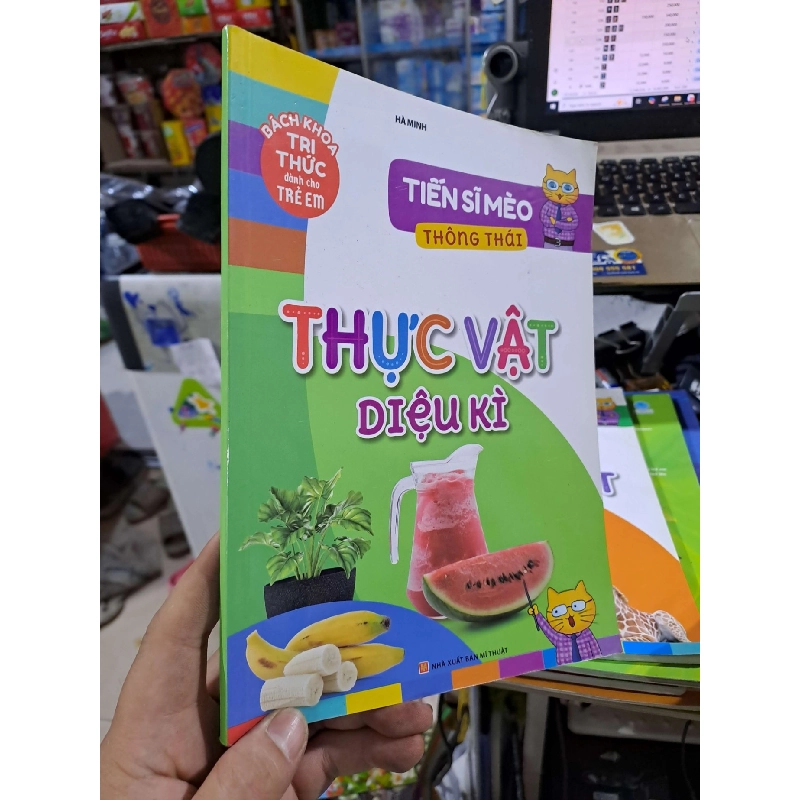 HÀ MINH
BÁCH KHOA
TRI
THỨC
dành cho
TRẺ EM
TIẾN SĨ MÈO
THÔNG THÁI
THỰC VẬT
DIỆU KÌ
NHÀ XUẤT BẢN MĨ THUẬT